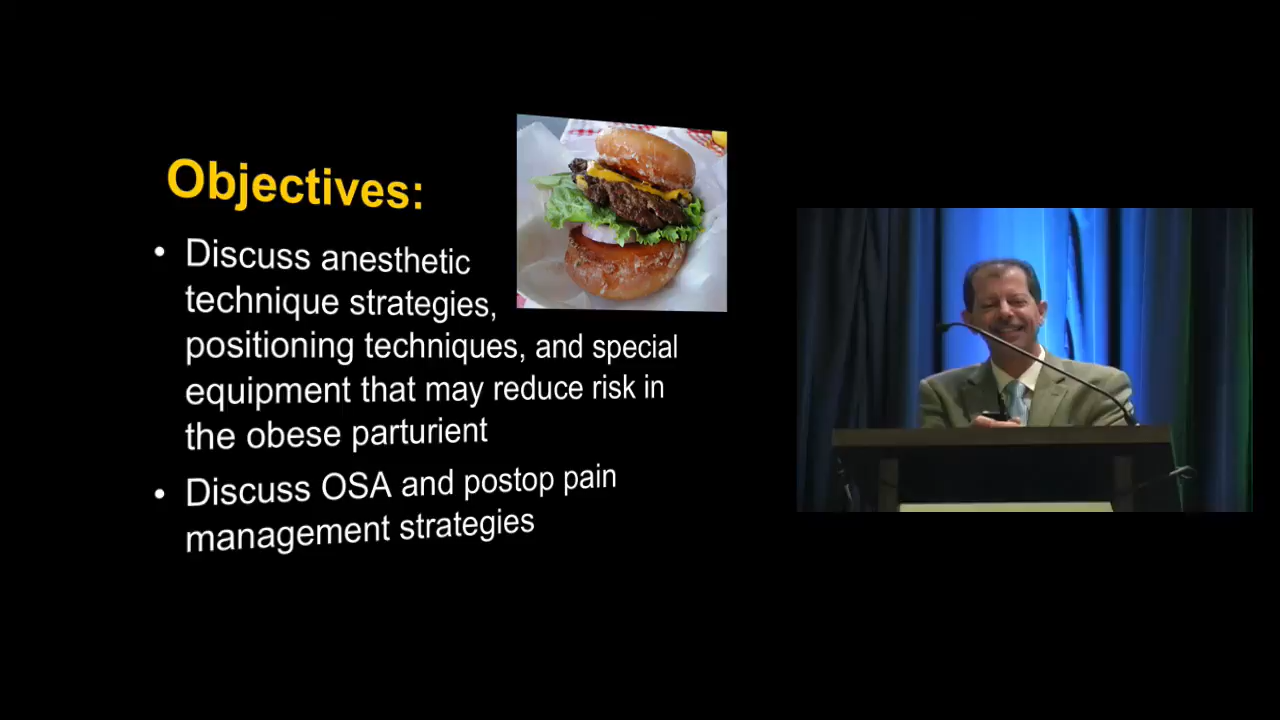 Objectives:
• Discuss anesthetic
technique strategies,
positioning techniques, and special
equipment that may reduce risk in
the obese parturient
• Discuss OSA and postop pain
management strategies